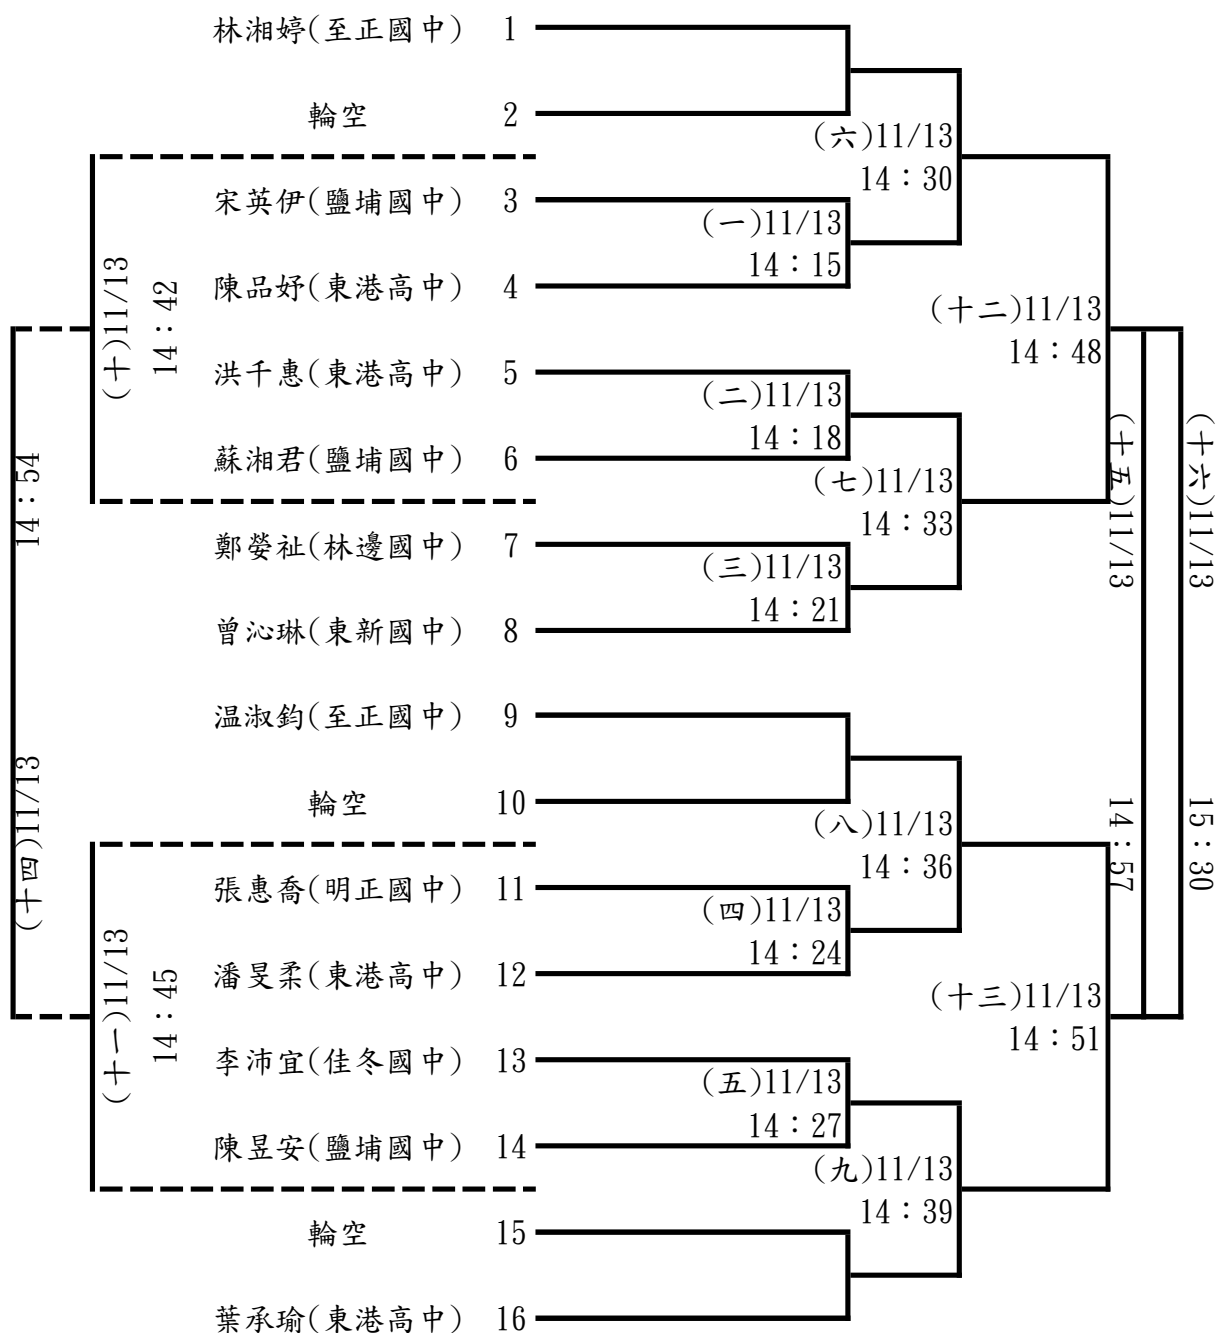 林湘婷(至正國中) 1
輪空 2
(六)11/13
14:30
宋英伊(鹽埔國中) 3
(一)11/13
14:15
陳品妤(東港高中) 4
(十)11/13
14:42
(十二)11/13
14:48
洪千惠(東港高中) 5
(二)11/13
14:18
蘇湘君(鹽埔國中) 6
(七)11/13
14:33
鄭嫈祉(林邊國中) 7
(三)11/13
14:21
曾沁琳(東新國中) 8
(十四)11/13
14:54
(十五)11/13
14:57
(十六)11/13
15:30
温淑鈞(至正國中) 9
輪空 10
(八)11/13
14:36
張惠喬(明正國中) 11
(四)11/13
14:24
潘旻柔(東港高中) 12
(十一)11/13
14:45
(十三)11/13
14:51
李沛宜(佳冬國中) 13
(五)11/13
14:27
陳昱安(鹽埔國中) 14
(九)11/13
14:39
輪空 15
葉承瑜(東港高中) 16